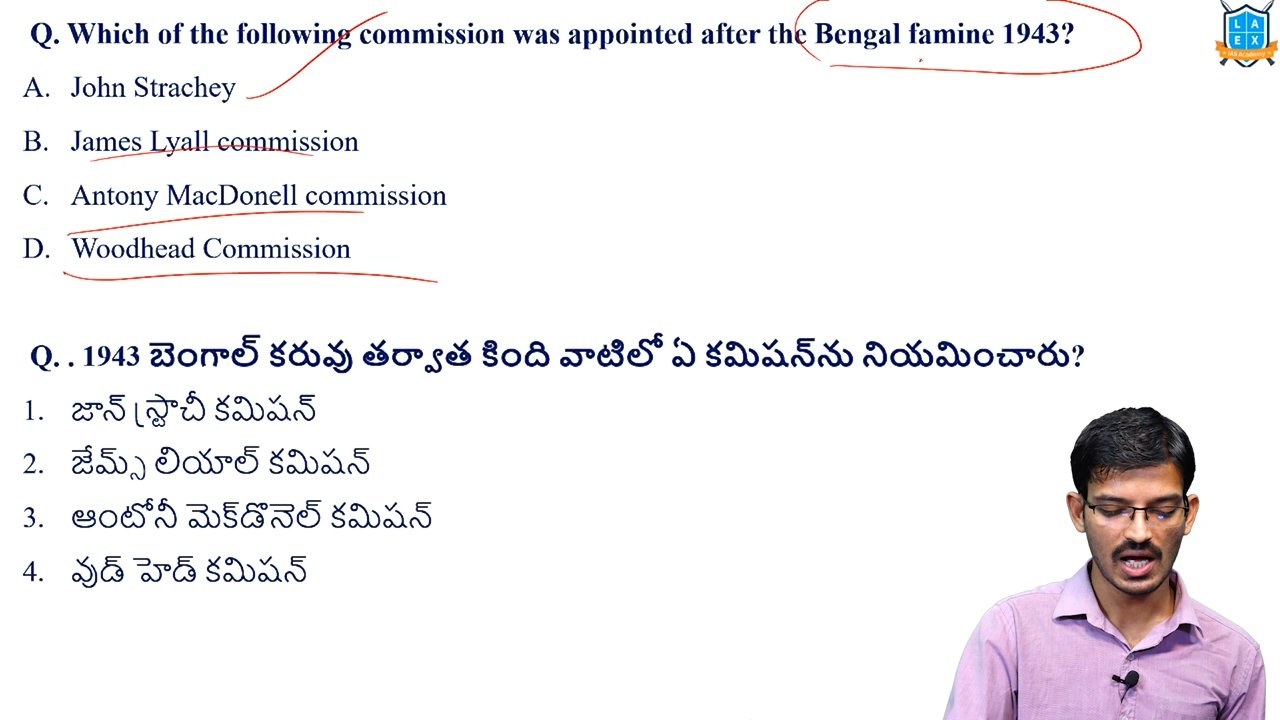 Q. Which of the following commission was appointed after the Bengal famine 1943?
A. John Strachey
B. James Lyall commission
C. Antony MacDonell commission
D. Woodhead Commission
Q. . 1943 బెంగాల్ కరువు తర్వాత కింది వాటిలో ఏ కమిషన్‌ను నియమించారు?
1. జాన్ స్ట్రాచీ కమిషన్
2. జేమ్స్ లియాల్ కమిషన్
3. ఆంటోనీ మెక్‌డొనెల్ కమిషన్
4. వుడ్ హెడ్ కమిషన్
L A
E X
IAS Academy